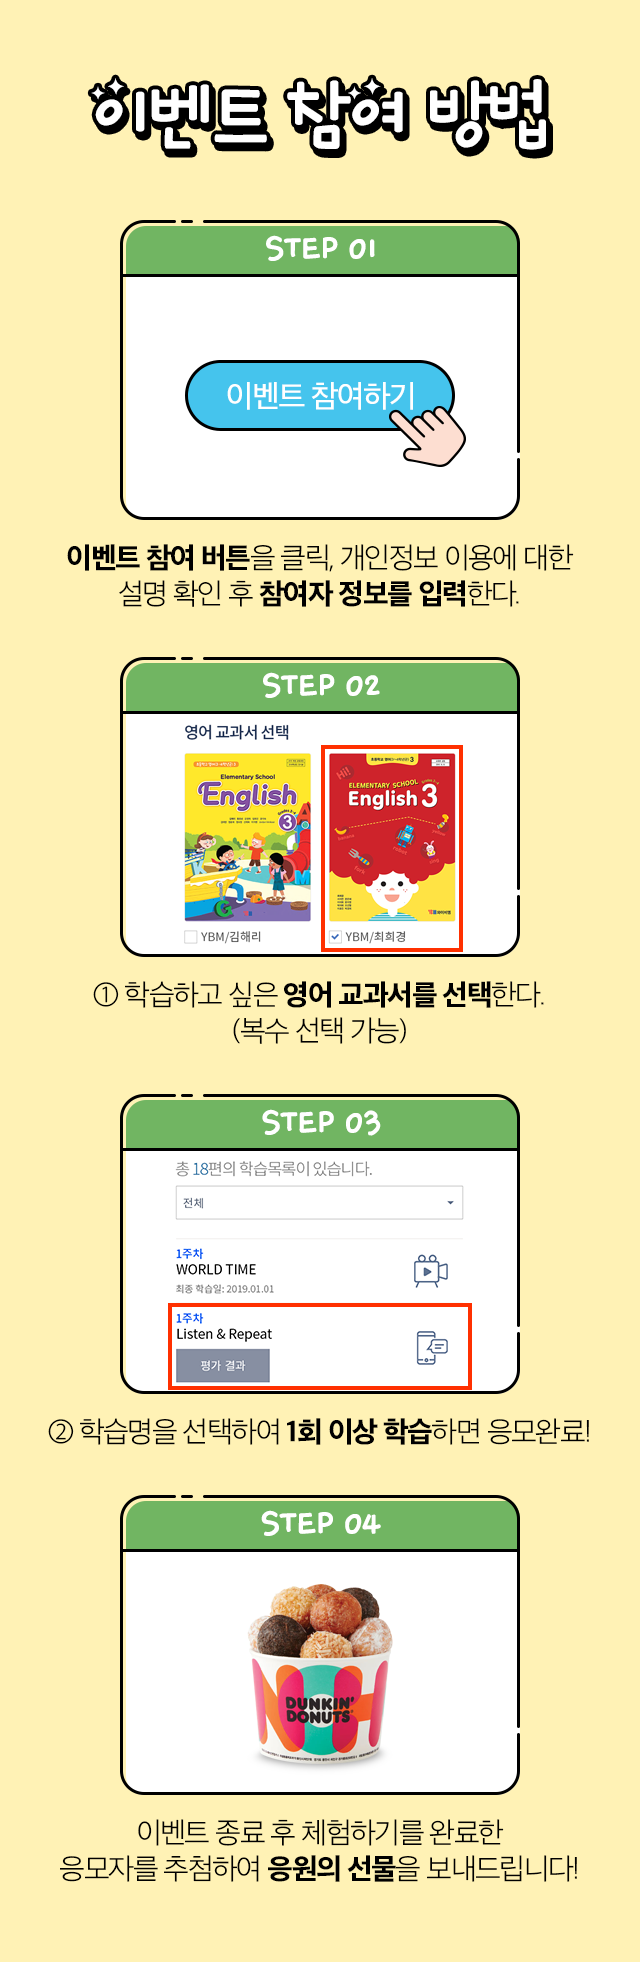 이벤트 참여 방법
STEP 01
이벤트 참여하기
이벤트 참여 버튼을 클릭, 개인정보 이용에 대한
설명 확인 후 참여자 정보를 입력한다.
STEP 02
영어 교과서 선택
Elementary School
English
3
YBM/김해리
초등학교 영어 3
Hi!
ELEMENTARY SCHOOL
English 3
YBM/최희경
① 학습하고 싶은 영어 교과서를 선택한다.
(복수 선택 가능)
STEP 03
총 18편의 학습목록이 있습니다.
전체
1주차
WORLD TIME
최종 학습일: 2019.01.01
1주차
Listen & Repeat
평가 결과
② 학습명을 선택하여 1회 이상 학습하면 응모완료!
STEP 04
DUNKIN'
DONUTS
이벤트 종료 후 체험하기를 완료한
응모자를 추첨하여 응원의 선물을 보내드립니다!